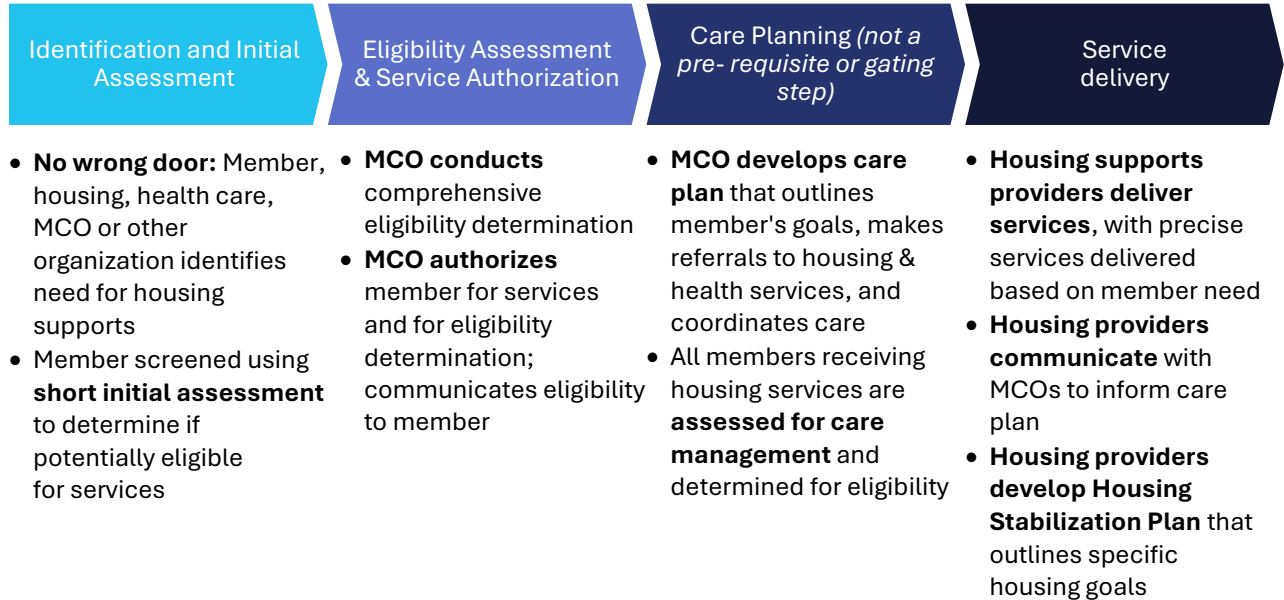 Identification and Initial
Assessment
Eligibility Assessment
& Service Authorization
Care Planning (not a
pre- requisite or gating
step)
Service
delivery
• No wrong door: Member,
housing, health care,
MCO or other
organization identifies
need for housing
supports
• Member screened using
short initial assessment
to determine if
potentially eligible
for services
• MCO conducts
comprehensive
eligibility determination
• MCO authorizes
member for services
and for eligibility
determination;
communicates eligibility
to member
• MCO develops care
plan that outlines
member's goals, makes
referrals to housing &
health services, and
coordinates care
• All members receiving
housing services are
assessed for care
management and
determined for eligibility
• Housing supports
providers deliver
services, with precise
services delivered
based on member need
• Housing providers
communicate with
MCOs to inform care
plan
• Housing providers
develop Housing
Stabilization Plan that
outlines specific
housing goals